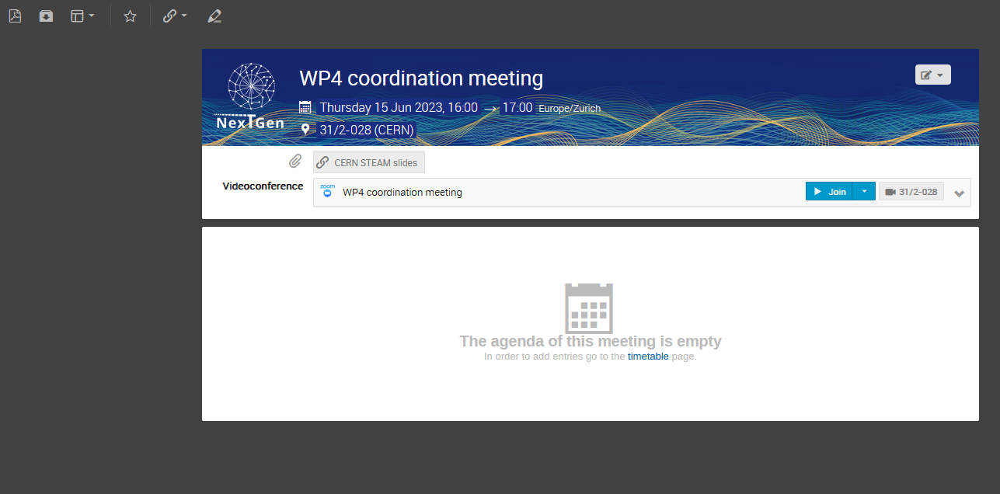 NexTGen
WP4 coordination meeting
Thursday 15 Jun 2023, 16:00 → 17:00 Europe/Zurich
31/2-028 (CERN)
CERN STEAM slides
Videoconference
zoom
WP4 coordination meeting
Join
31/2-028
The agenda of this meeting is empty
In order to add entries go to the timetable page.